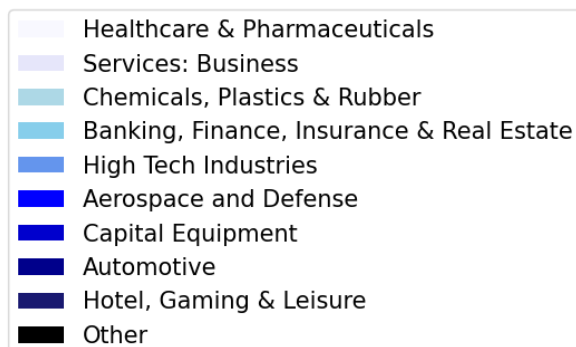 Healthcare & Pharmaceuticals
Services: Business
Chemicals, Plastics & Rubber
Banking, Finance, Insurance & Real Estate
High Tech Industries
Aerospace and Defense
Capital Equipment
Automotive
Hotel, Gaming & Leisure
Other